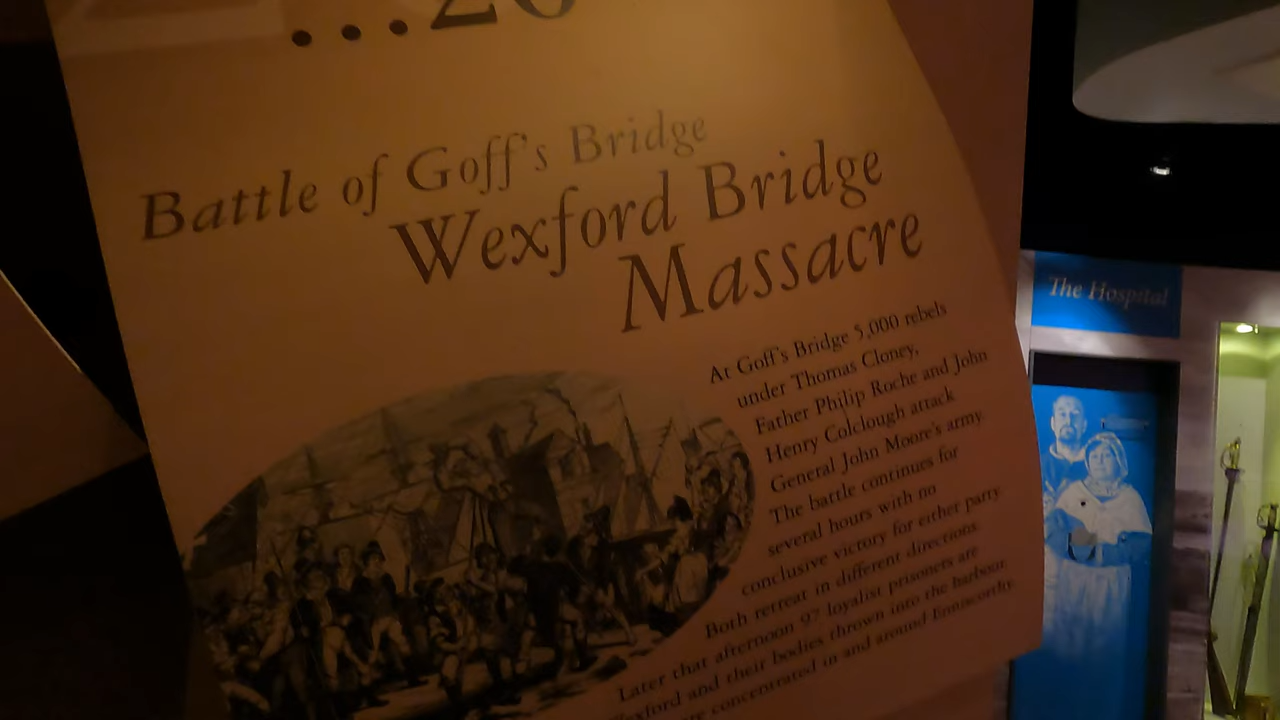 ...20
Battle of Goff's Bridge
Wexford Bridge
Massacre
At Goff's Bridge 5,000 rebels
under Thomas Cloney,
Father Philip Roche and John
Henry Colclough attack
General John Moore's army.
The battle continues for
several hours with no
conclusive victory for either party.
Both retreat in different directions.
Later that afternoon 97 loyalist prisoners are
Wexford and their bodies thrown into the harbour.
concentrated in and around Enniscorthy
The Hospital